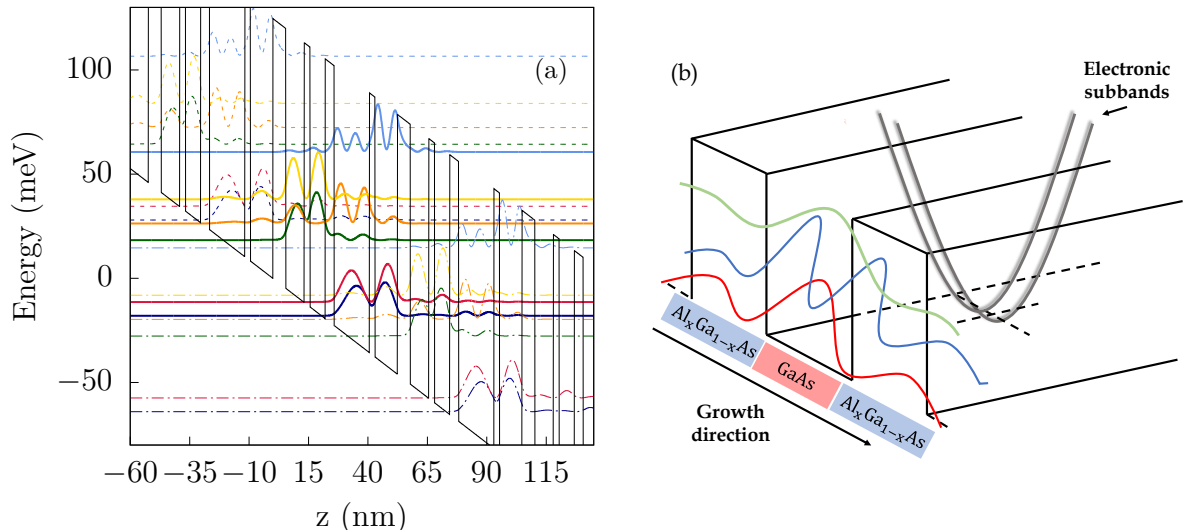 (a)
Energy (meV)
100
50
0
−50
−60
−35
−10
15
40
65
90
115
z (nm)
(b)
Electronic
subbands
AlₓGa₁₋ₓAs
GaAs
AlₓGa₁₋ₓAs
Growth
direction